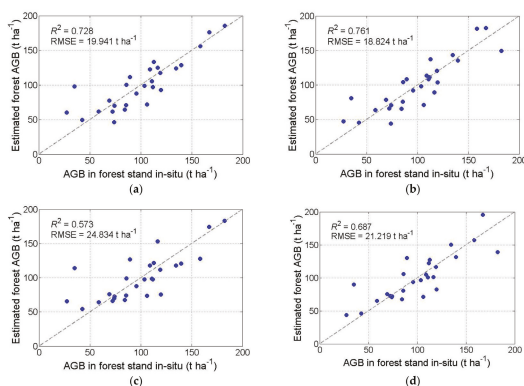 (a)
R² = 0.728
RMSE = 19.941 t ha⁻¹
Estimated forest AGB (t ha⁻¹)
200
150
100
50
0
0 50 100 150 200
AGB in forest stand in-situ (t ha⁻¹)
(b)
R² = 0.761
RMSE = 18.824 t ha⁻¹
Estimated forest AGB (t ha⁻¹)
200
150
100
50
0
0 50 100 150 200
AGB in forest stand in-situ (t ha⁻¹)
(c)
R² = 0.573
RMSE = 24.834 t ha⁻¹
Estimated forest AGB (t ha⁻¹)
200
150
100
50
0
0 50 100 150 200
AGB in forest stand in-situ (t ha⁻¹)
(d)
R² = 0.687
RMSE = 21.219 t ha⁻¹
Estimated forest AGB (t ha⁻¹)
200
150
100
50
0
0 50 100 150 200
AGB in forest stand in-situ (t ha⁻¹)